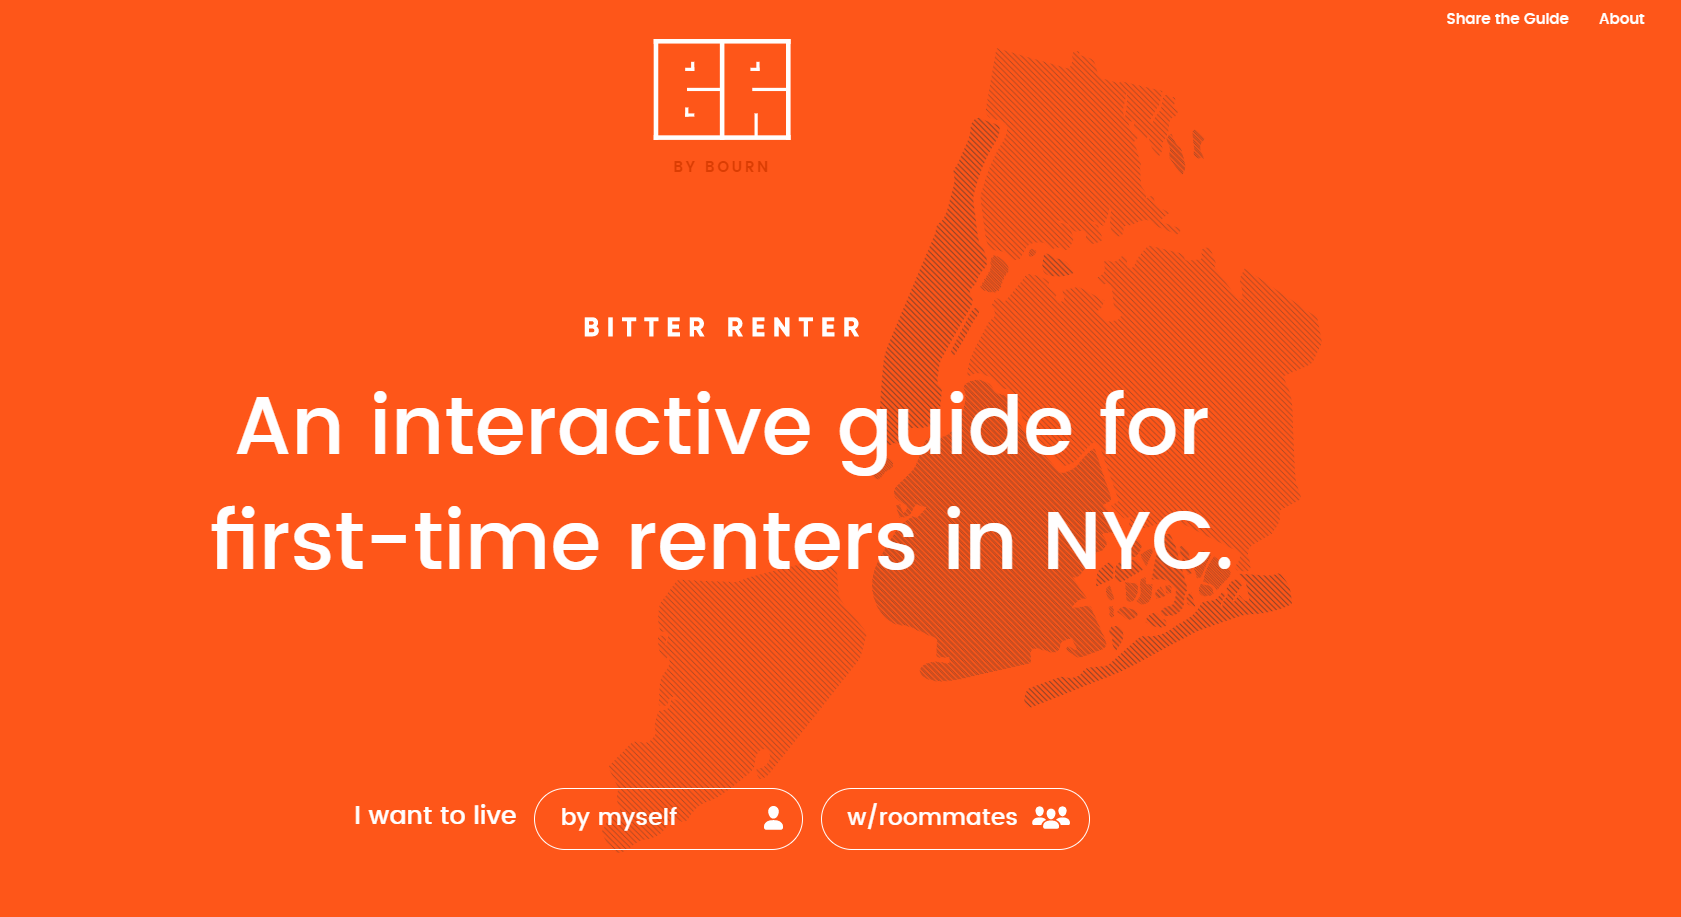 Share the Guide About
BY BOURN
BITTER RENTER
An interactive guide for
first-time renters in NYC.
I want to live by myself w/roommates